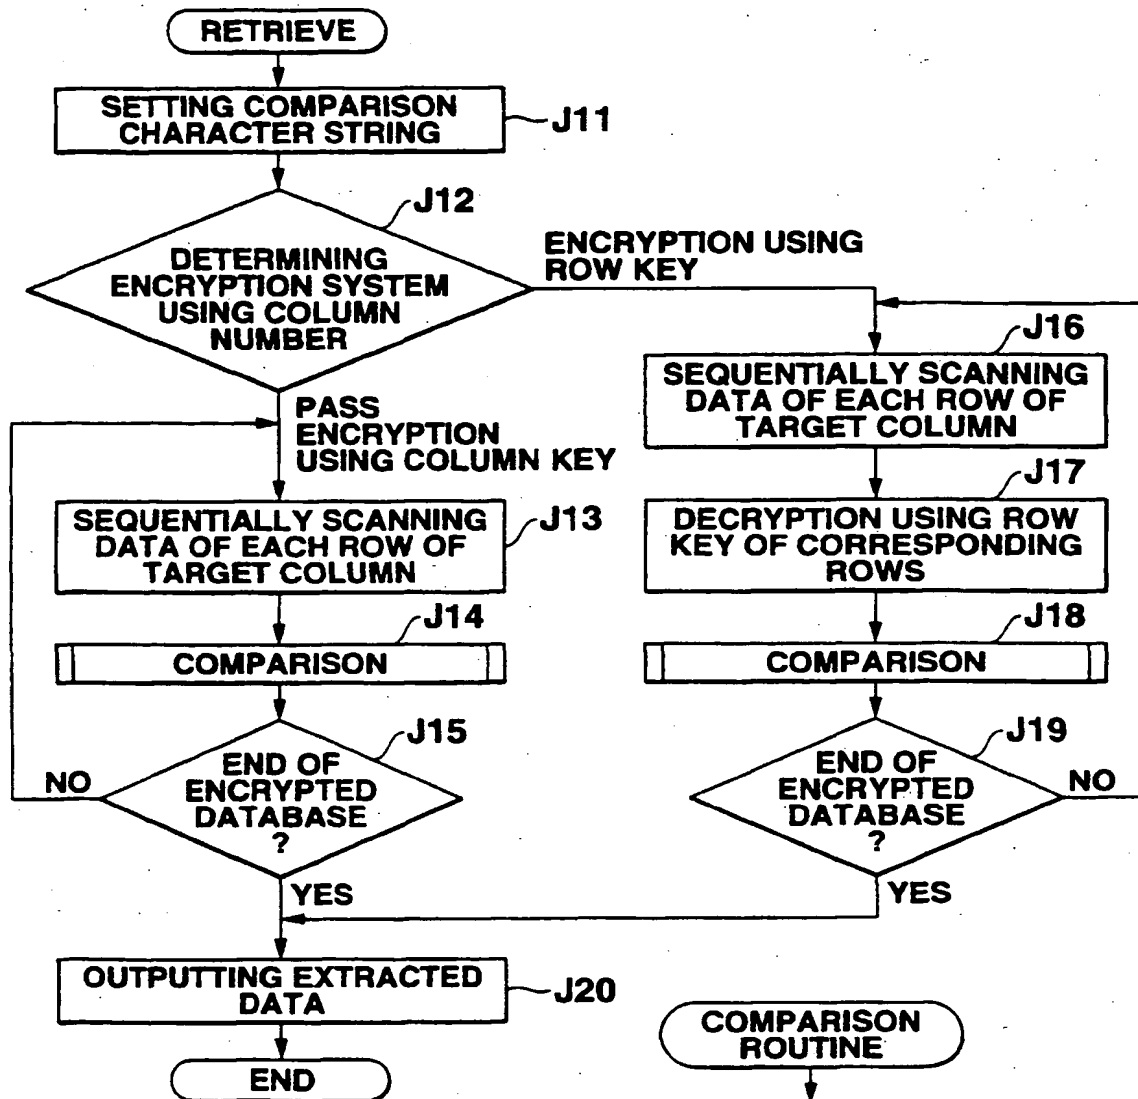 RETRIEVE
SETTING COMPARISON
CHARACTER STRING
J11
J12
DETERMINING
ENCRYPTION SYSTEM
USING COLUMN
NUMBER
ENCRYPTION USING
ROW KEY
PASS
ENCRYPTION
USING COLUMN KEY
SEQUENTIALLY SCANNING
DATA OF EACH ROW OF
TARGET COLUMN
J13
J14
COMPARISON
J15
END OF
ENCRYPTED
DATABASE
?
NO
YES
J16
SEQUENTIALLY SCANNING
DATA OF EACH ROW OF
TARGET COLUMN
J17
DECRYPTION USING ROW
KEY OF CORRESPONDING
ROWS
J18
COMPARISON
J19
END OF
ENCRYPTED
DATABASE
?
NO
YES
OUTPUTTING EXTRACTED
DATA
J20
END
COMPARISON
ROUTINE